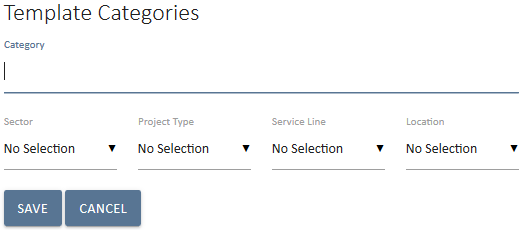 Template Categories
Category
Sector Project Type Service Line Location
No Selection No Selection No Selection No Selection
SAVE CANCEL